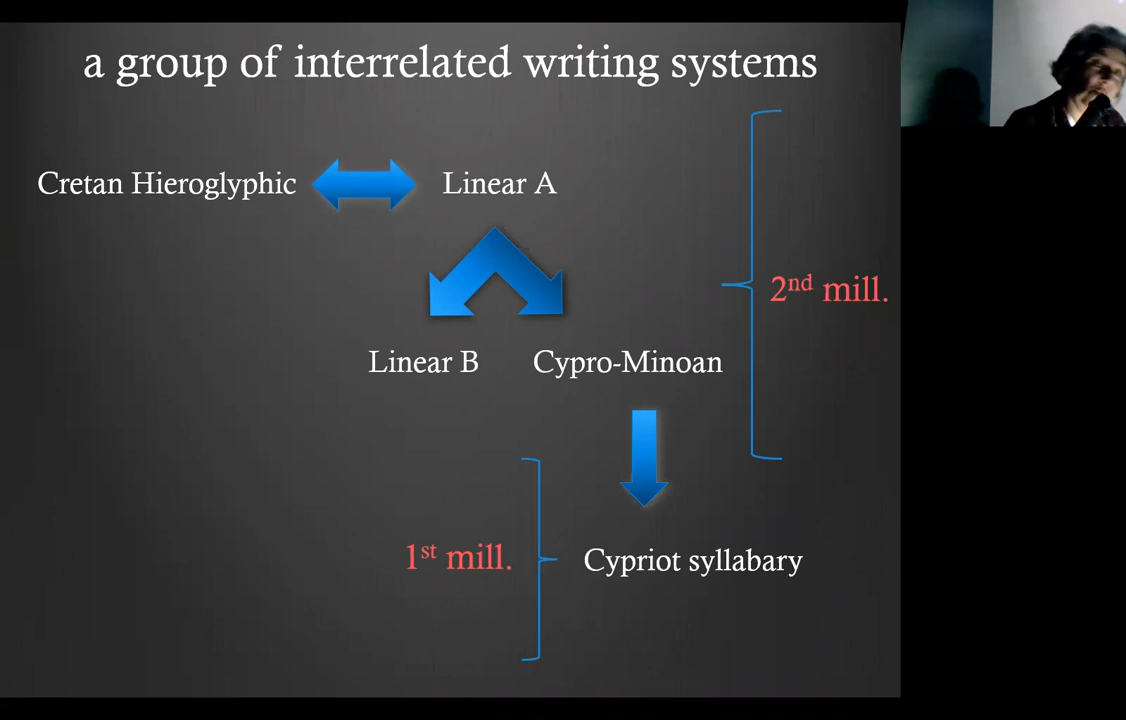 a group of interrelated writing systems
Cretan Hieroglyphic
Linear A
2nd mill.
Linear B
Cypro-Minoan
1st mill.
Cypriot syllabary